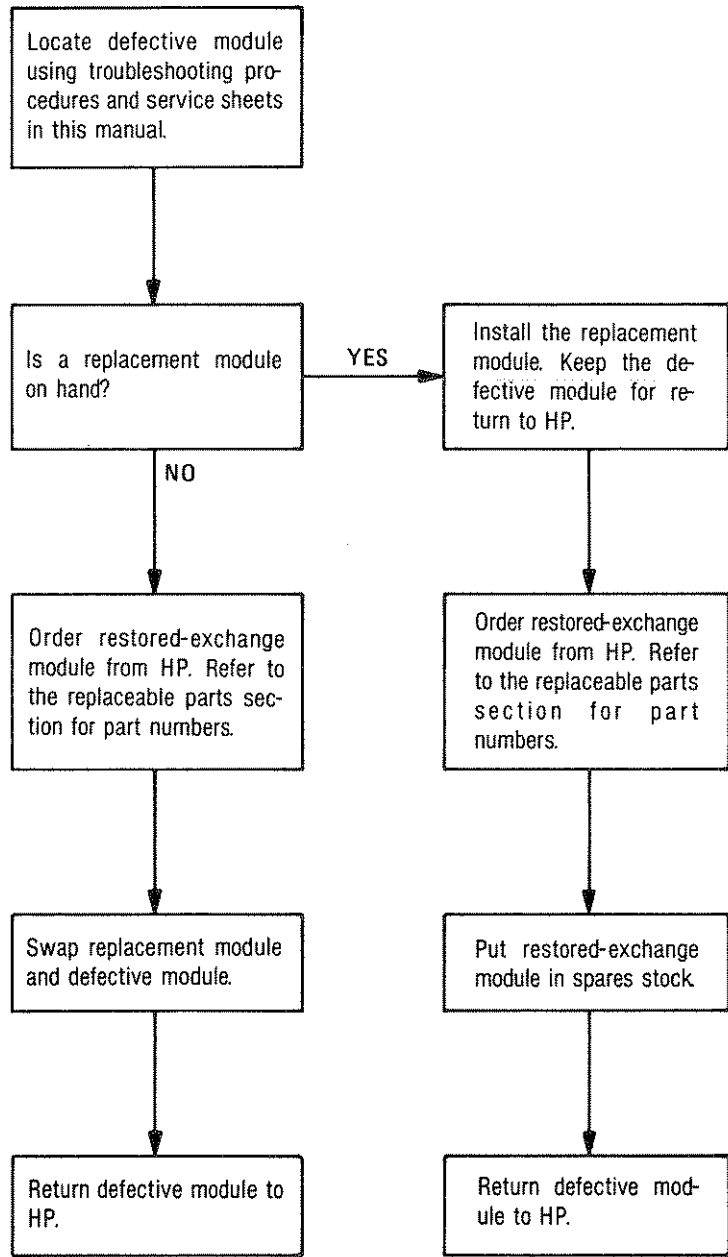 Locate defective module
using troubleshooting pro-
cedures and service sheets
in this manual.
Is a replacement module
on hand?
YES
NO
Install the replacement
module. Keep the de-
fective module for re-
turn to HP.
Order restored-exchange
module from HP. Refer to
the replaceable parts sec-
tion for part numbers.
Order restored-exchange
module from HP. Refer
to the replaceable parts
section for part
numbers.
Swap replacement module
and defective module.
Put restored-exchange
module in spares stock.
Return defective module to
HP.
Return defective mod-
ule to HP.